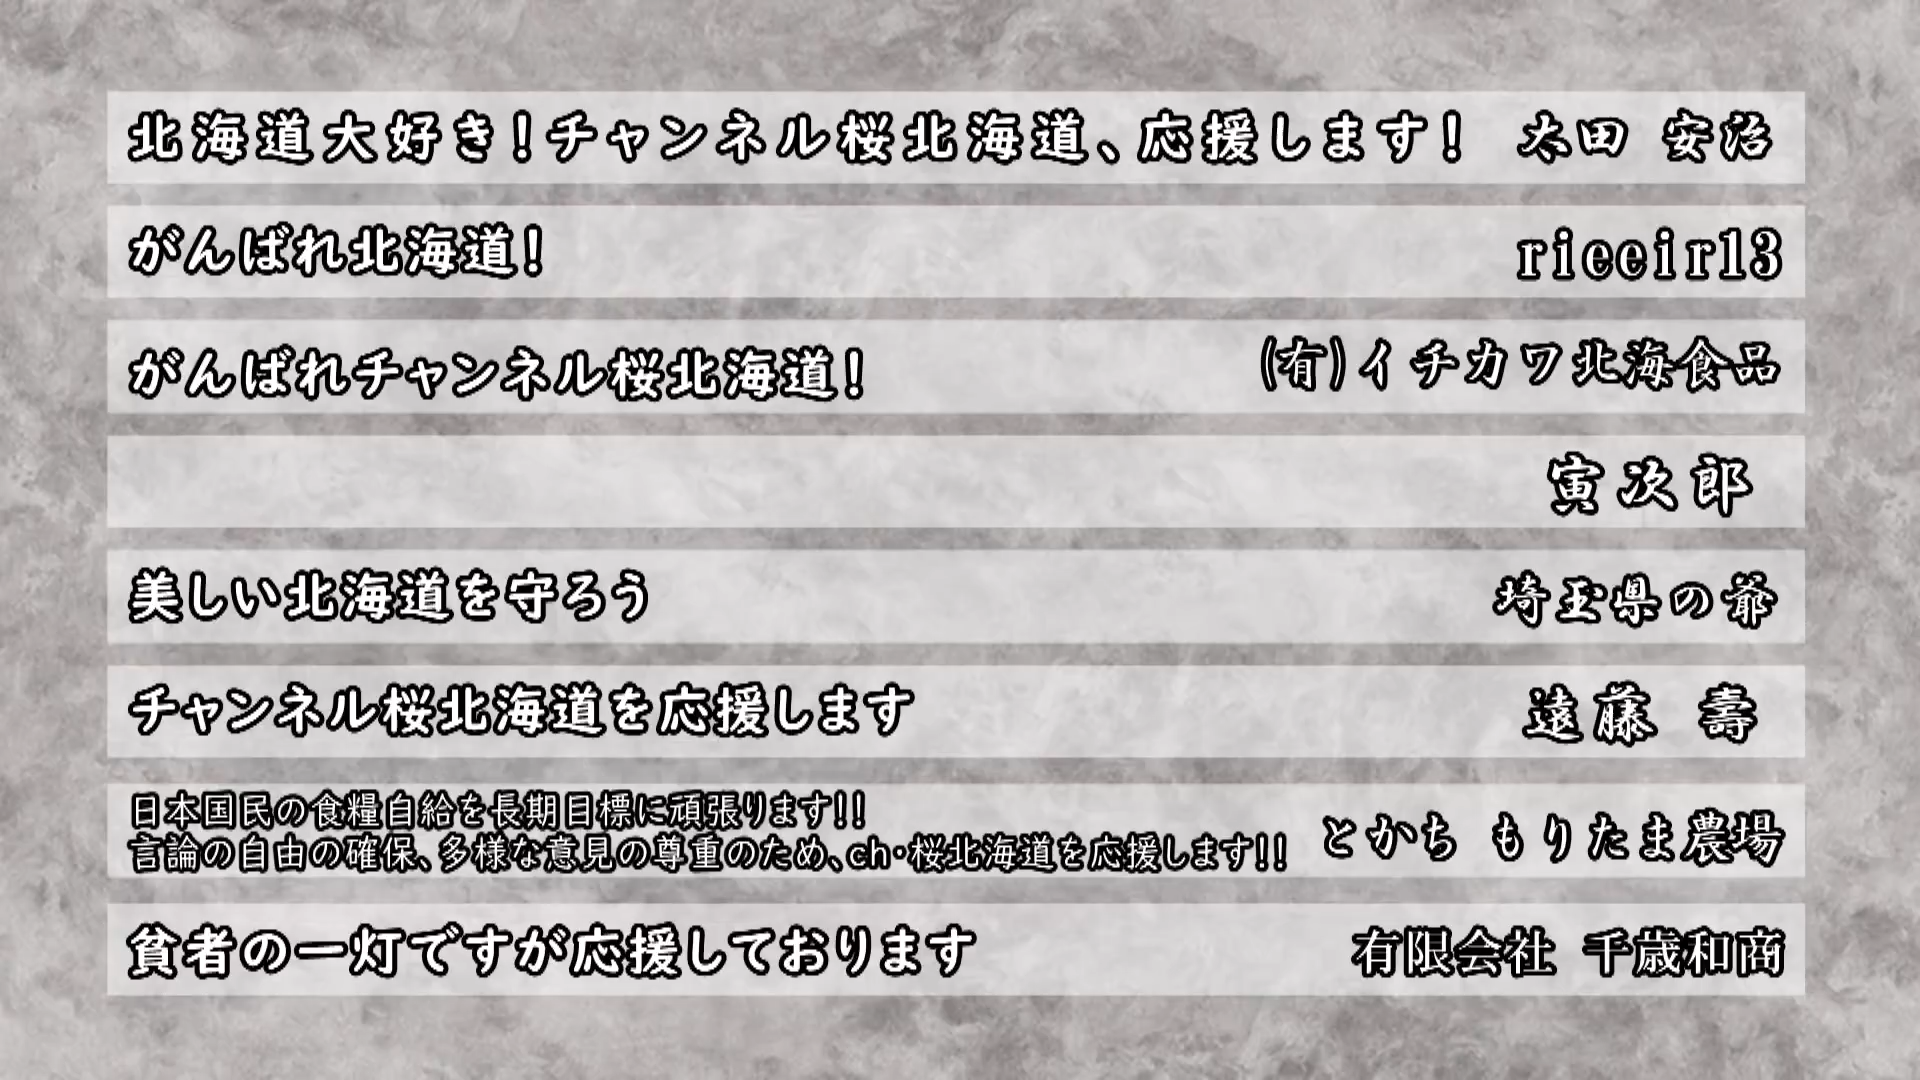 北海道大好き!チャンネル桜北海道、応援します! 太田 安治
がんばれ北海道! rieeir13
がんばれチャンネル桜北海道! (有)イチカワ北海食品
寅次郎
美しい北海道を守ろう 埼玉県の爺
チャンネル桜北海道を応援します 遠藤 壽
日本国民の食糧自給を長期目標に頑張ります!!
言論の自由の確保、多様な意見の尊重のため、ch・桜北海道を応援します!! とかち もりたま農場
貧者の一灯ですが応援しております 有限会社 千歳和商